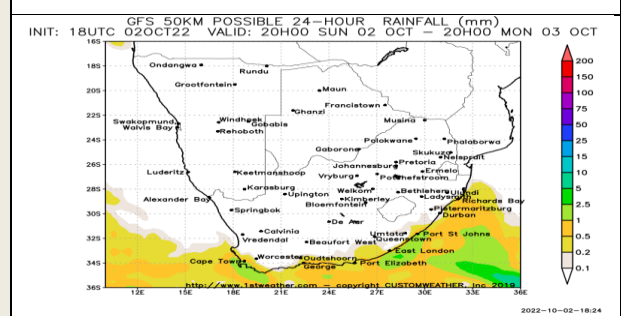 GFS 50KM POSSIBLE 24-HOUR RAINFALL (mm)
INIT: 18UTC 02OCT22 VALID: 20H00 SUN 02 OCT - 20H00 MON 03 OCT
16S
Ondangwa
Rundu
18S
Grootfontein
Maun
20S
Francistown
Ghanzi
22S
Windhoek
Gobabis
Musina
Swakopmund
Walvis Bay
Rehoboth
24S
Polokwane
Phalaborwa
Gaborone
Skukuza
Nelspruit
26S
Johannesburg
Pretoria
Luderitz
Keetmanshoop
Vryburg
Ermelo
Potchefstroom
28S
Karasburg
Upington
Welkom
Bethlehem
Ulundi
Kimberley
Ladysmith
Richards Bay
Alexander Bay
Bloemfontein
30S
Springbok
Pietermaritzburg
Durban
De Aar
Calvinia
Umtata
Port St Johns
32S
Vredendal
Beaufort West
Queenstown
East London
Cape Town
Worcester
Oudtshoorn
34S
George
Port Elizabeth
http://www.1stweather.com - copyright CUSTOMWEATHER, Inc 2019
36S
12E 15E 18E 21E 24E 27E 30E 33E 36E
200
150
100
75
50
25
15
10
5
2.5
1
0.5
0.2
0.1
2022-10-02-18:24